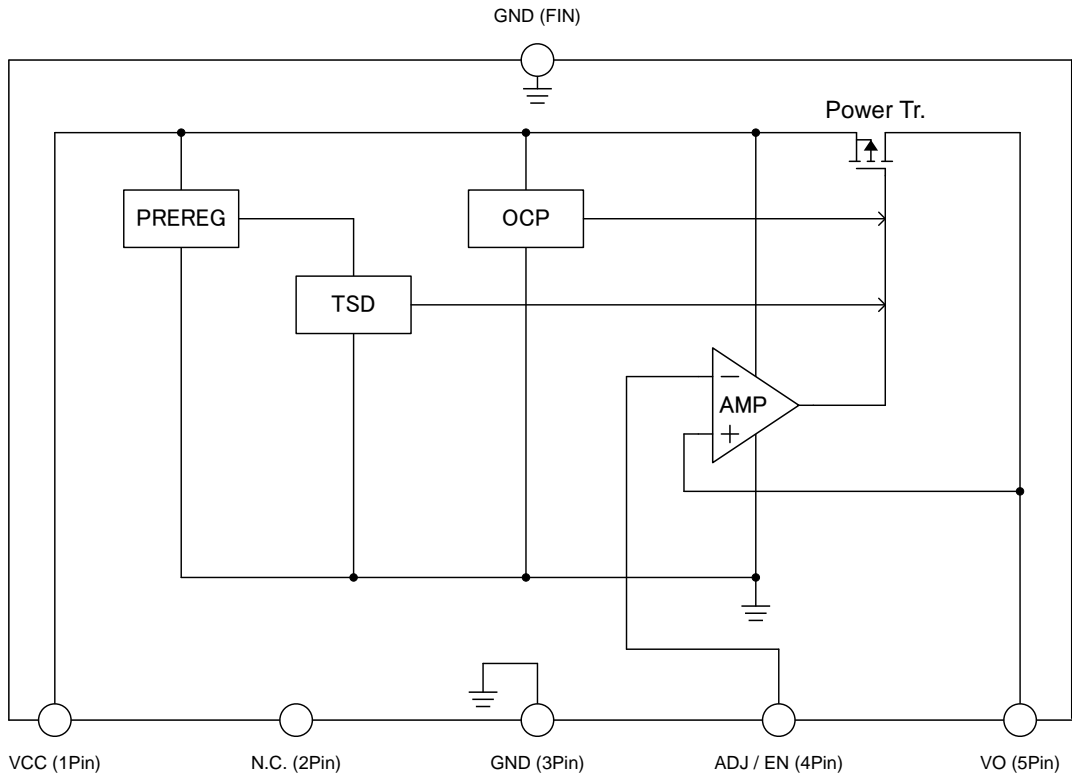 GND (FIN)
Power Tr.
PREREG
OCP
TSD
−
AMP
+
VCC (1Pin)
N.C. (2Pin)
GND (3Pin)
ADJ / EN (4Pin)
VO (5Pin)